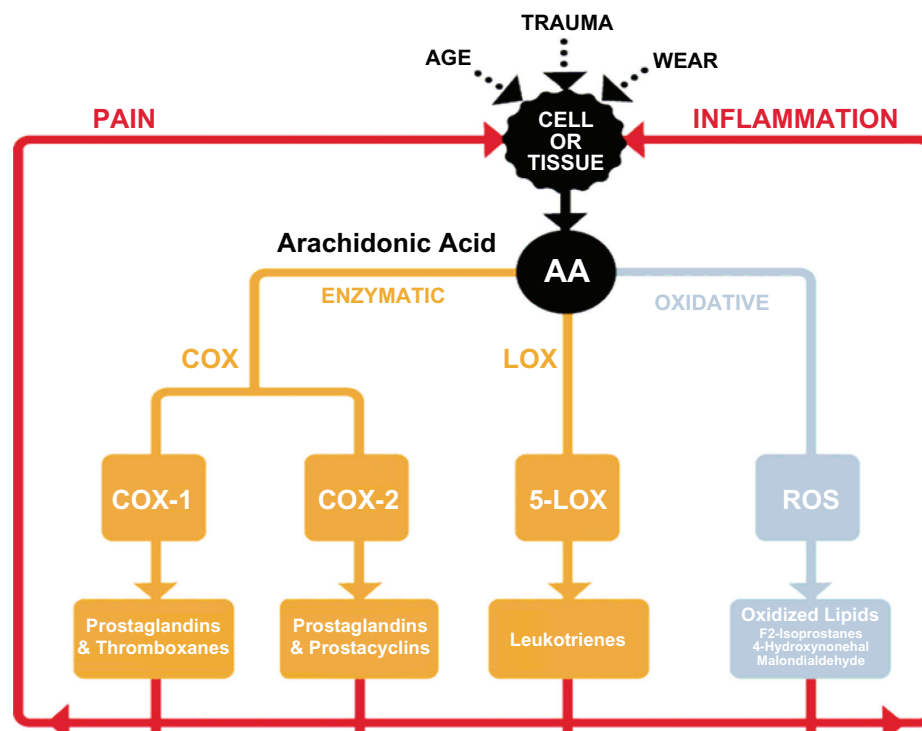 TRAUMA
AGE
WEAR
PAIN
CELL
OR
TISSUE
INFLAMMATION
Arachidonic Acid
AA
ENZYMATIC
OXIDATIVE
COX
LOX
COX-1
COX-2
5-LOX
ROS
Prostaglandins
& Thromboxanes
Prostaglandins
& Prostacyclins
Leukotrienes
Oxidized Lipids
F2-Isoprostanes
4-Hydroxynonehal
Malondialdehyde